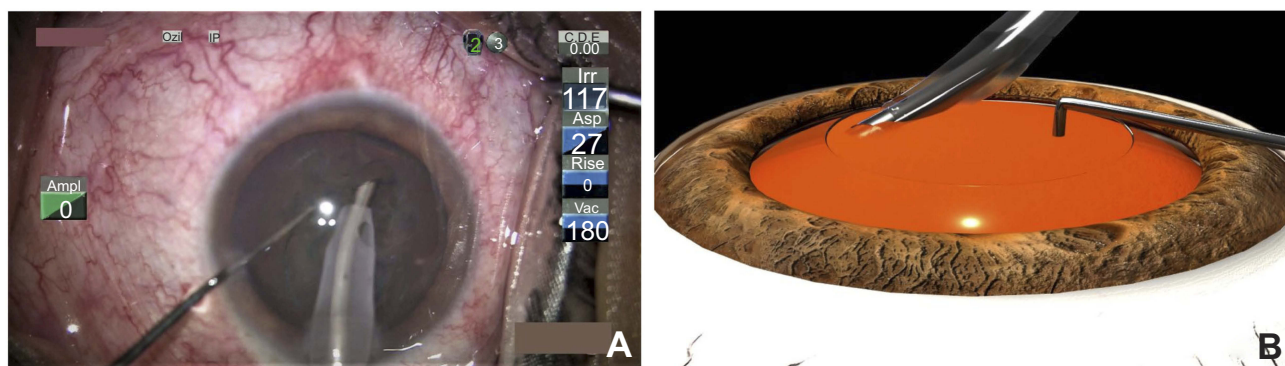 Ozil IP 2 3 C.D.E
0.00
Irr
117
Asp
27
Rise
0
Ampl
0
Vac
180
A
B